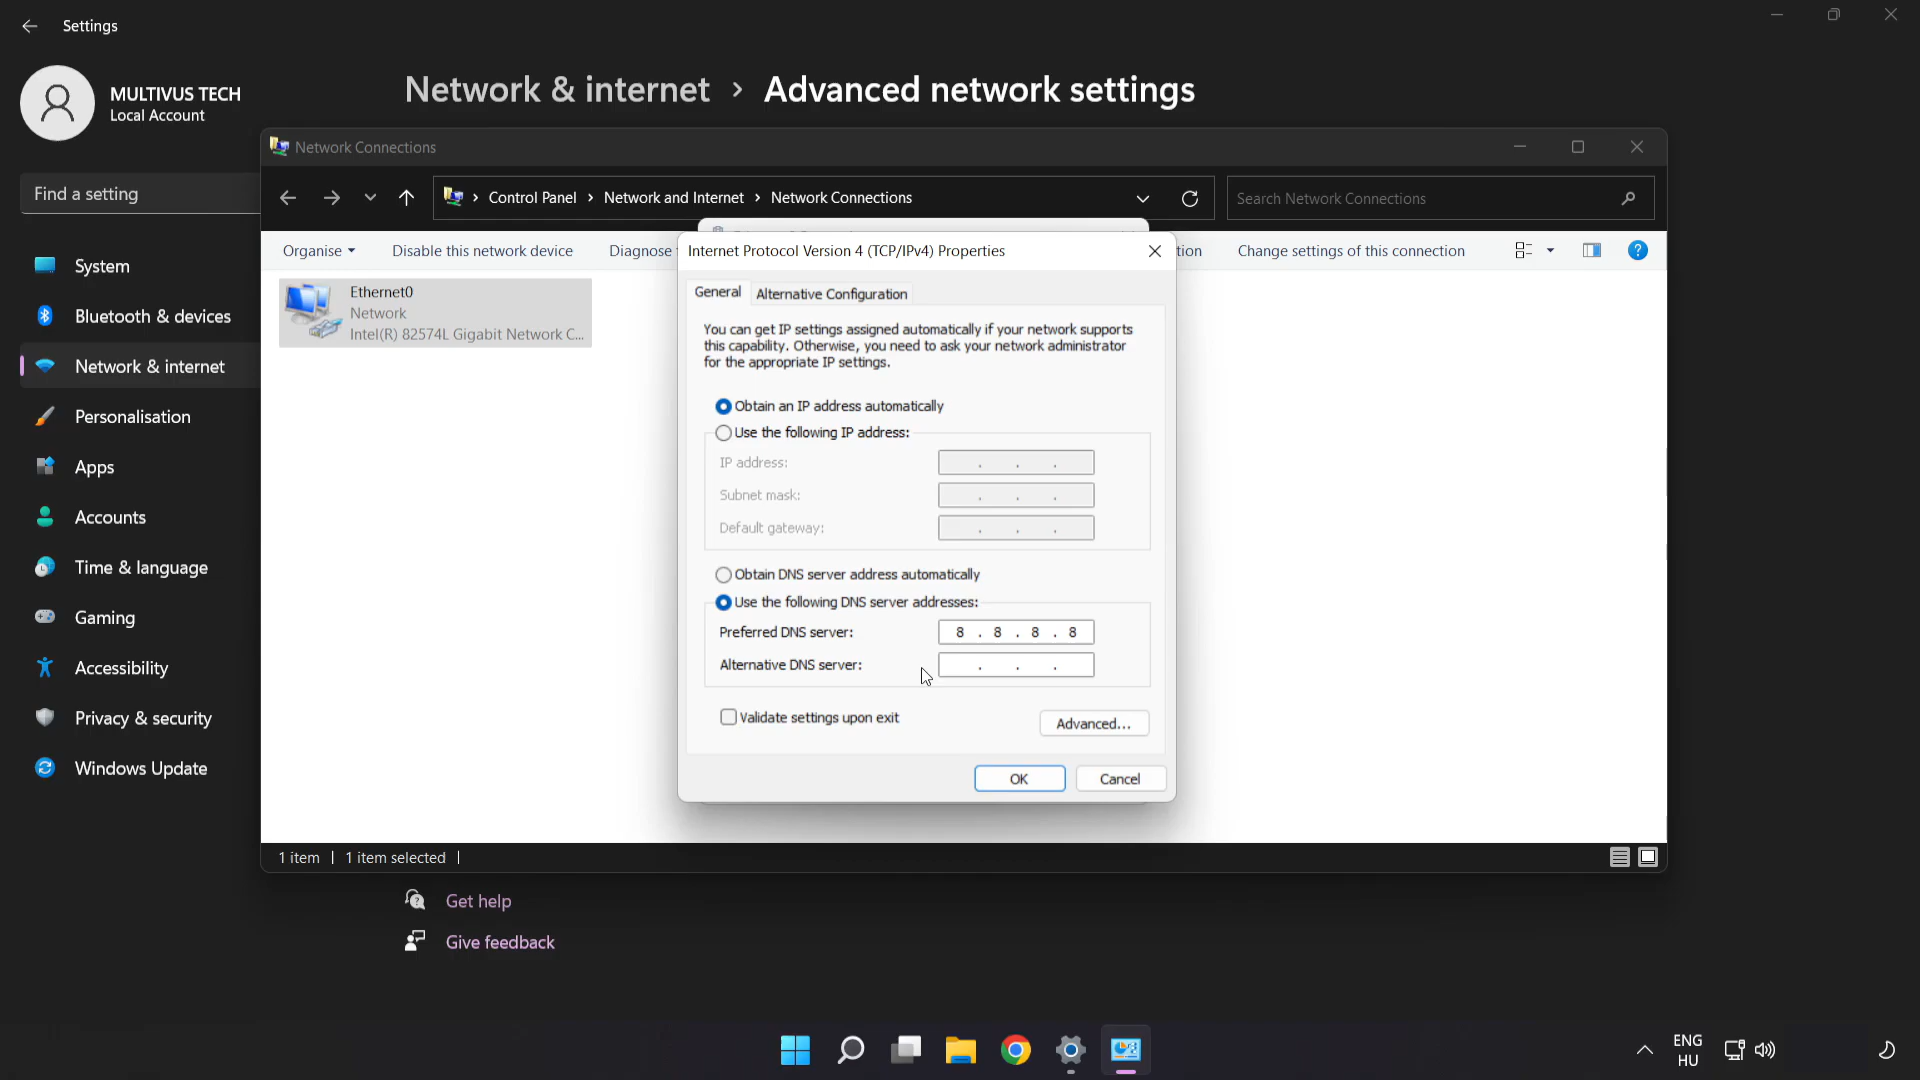 Settings
MULTIVUS TECH
Local Account
Find a setting
System
Bluetooth & devices
Network & internet
Personalisation
Apps
Accounts
Time & language
Gaming
Accessibility
Privacy & security
Windows Update
Network & internet › Advanced network settings
Network Connections
Control Panel › Network and Internet › Network Connections
Search Network Connections
Organise
Disable this network device
Diagnose
Change settings of this connection
Ethernet0
Network
Intel(R) 82574L Gigabit Network C...
Internet Protocol Version 4 (TCP/IPv4) Properties
General
Alternative Configuration
You can get IP settings assigned automatically if your network supports
this capability. Otherwise, you need to ask your network administrator
for the appropriate IP settings.
Obtain an IP address automatically
Use the following IP address:
IP address: . . .
Subnet mask: . . .
Default gateway: . . .
Obtain DNS server address automatically
Use the following DNS server addresses:
Preferred DNS server: 8 . 8 . 8 . 8
Alternative DNS server: . . .
Validate settings upon exit
Advanced...
OK
Cancel
1 item | 1 item selected |
Get help
Give feedback
ENG
HU